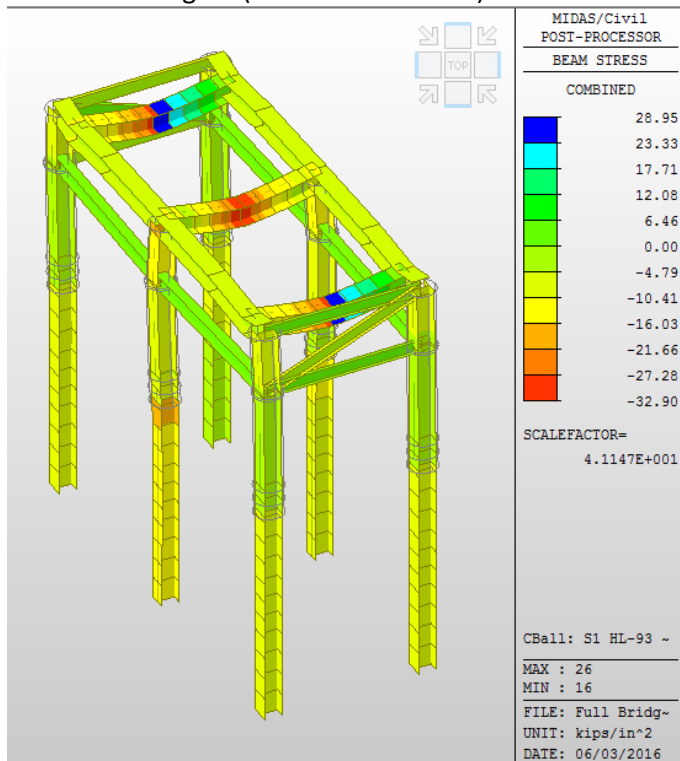 TOP
MIDAS/Civil
POST-PROCESSOR
BEAM STRESS
COMBINED
28.95
23.33
17.71
12.08
6.46
0.00
-4.79
-10.41
-16.03
-21.66
-27.28
-32.90
SCALEFACTOR=
4.1147E+001
CBall: S1 HL-93 ~
MAX : 26
MIN : 16
FILE: Full Bridg~
UNIT: kips/in^2
DATE: 06/03/2016